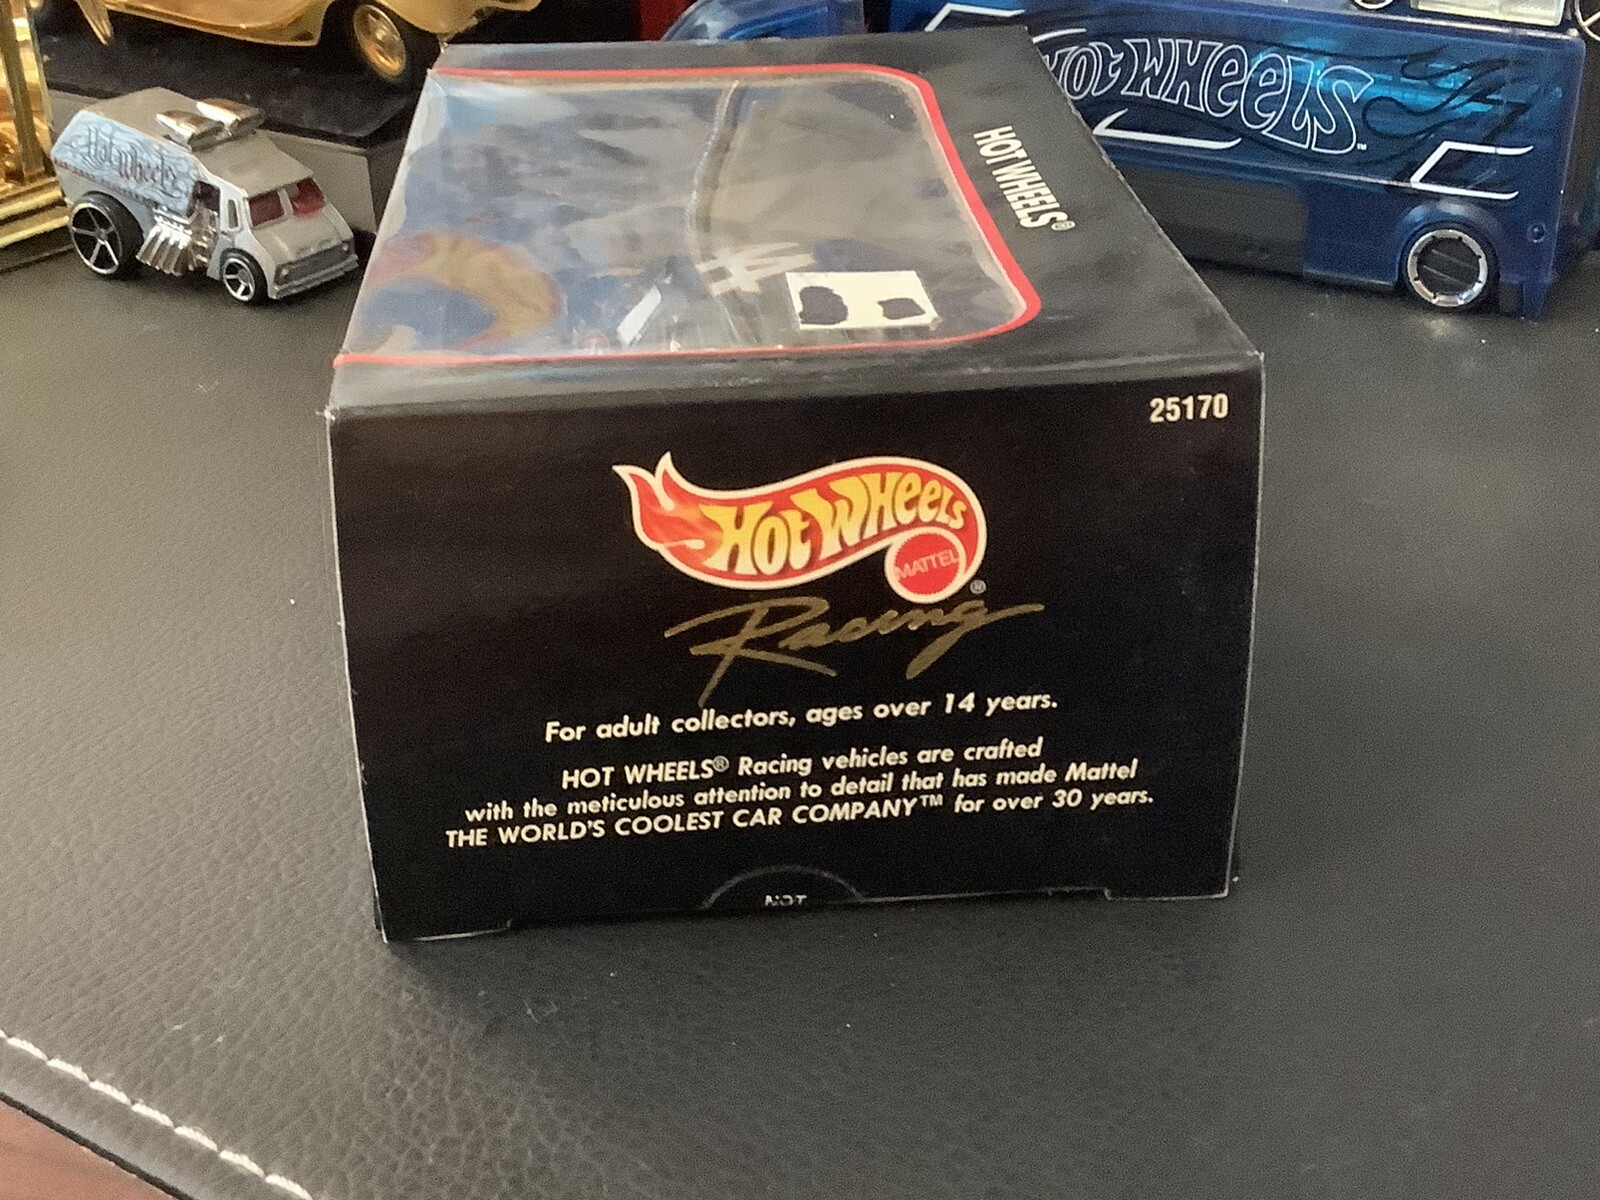 Hot Wheels
HOT WHEELS
HOT WHEELS®
25170
HOT WHEELS
MATTEL
®
Racing
For adult collectors, ages over 14 years.
HOT WHEELS® Racing vehicles are crafted
with the meticulous attention to detail that has made Mattel
THE WORLD'S COOLEST CAR COMPANY™ for over 30 years.
NOT